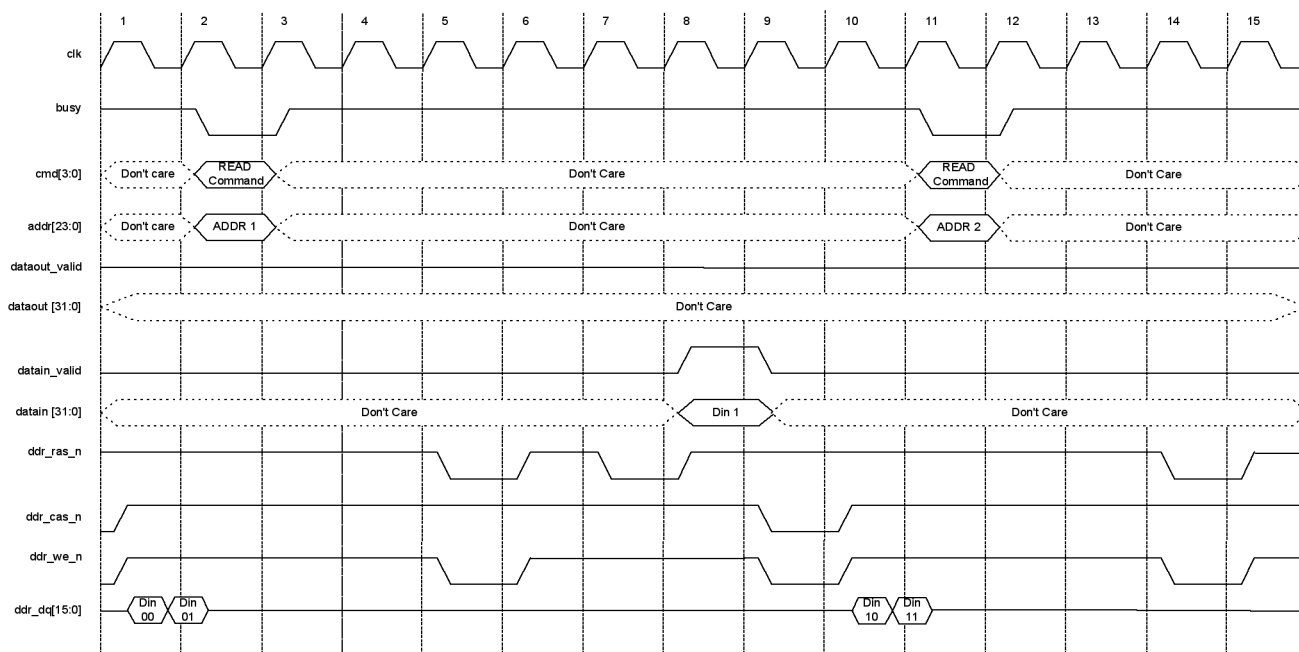 1 2 3 4 5 6 7 8 9 10 11 12 13 14 15
clk
busy
cmd[3:0] Don't care READ Command Don't Care READ Command Don't Care
addr[23:0] Don't care ADDR 1 Don't Care ADDR 2 Don't Care
dataout_valid
dataout [31:0] Don't Care
datain_valid
datain [31:0] Don't Care Din 1 Don't Care
ddr_ras_n
ddr_cas_n
ddr_we_n
ddr_dq[15:0] Din 00 Din 01 Din 10 Din 11